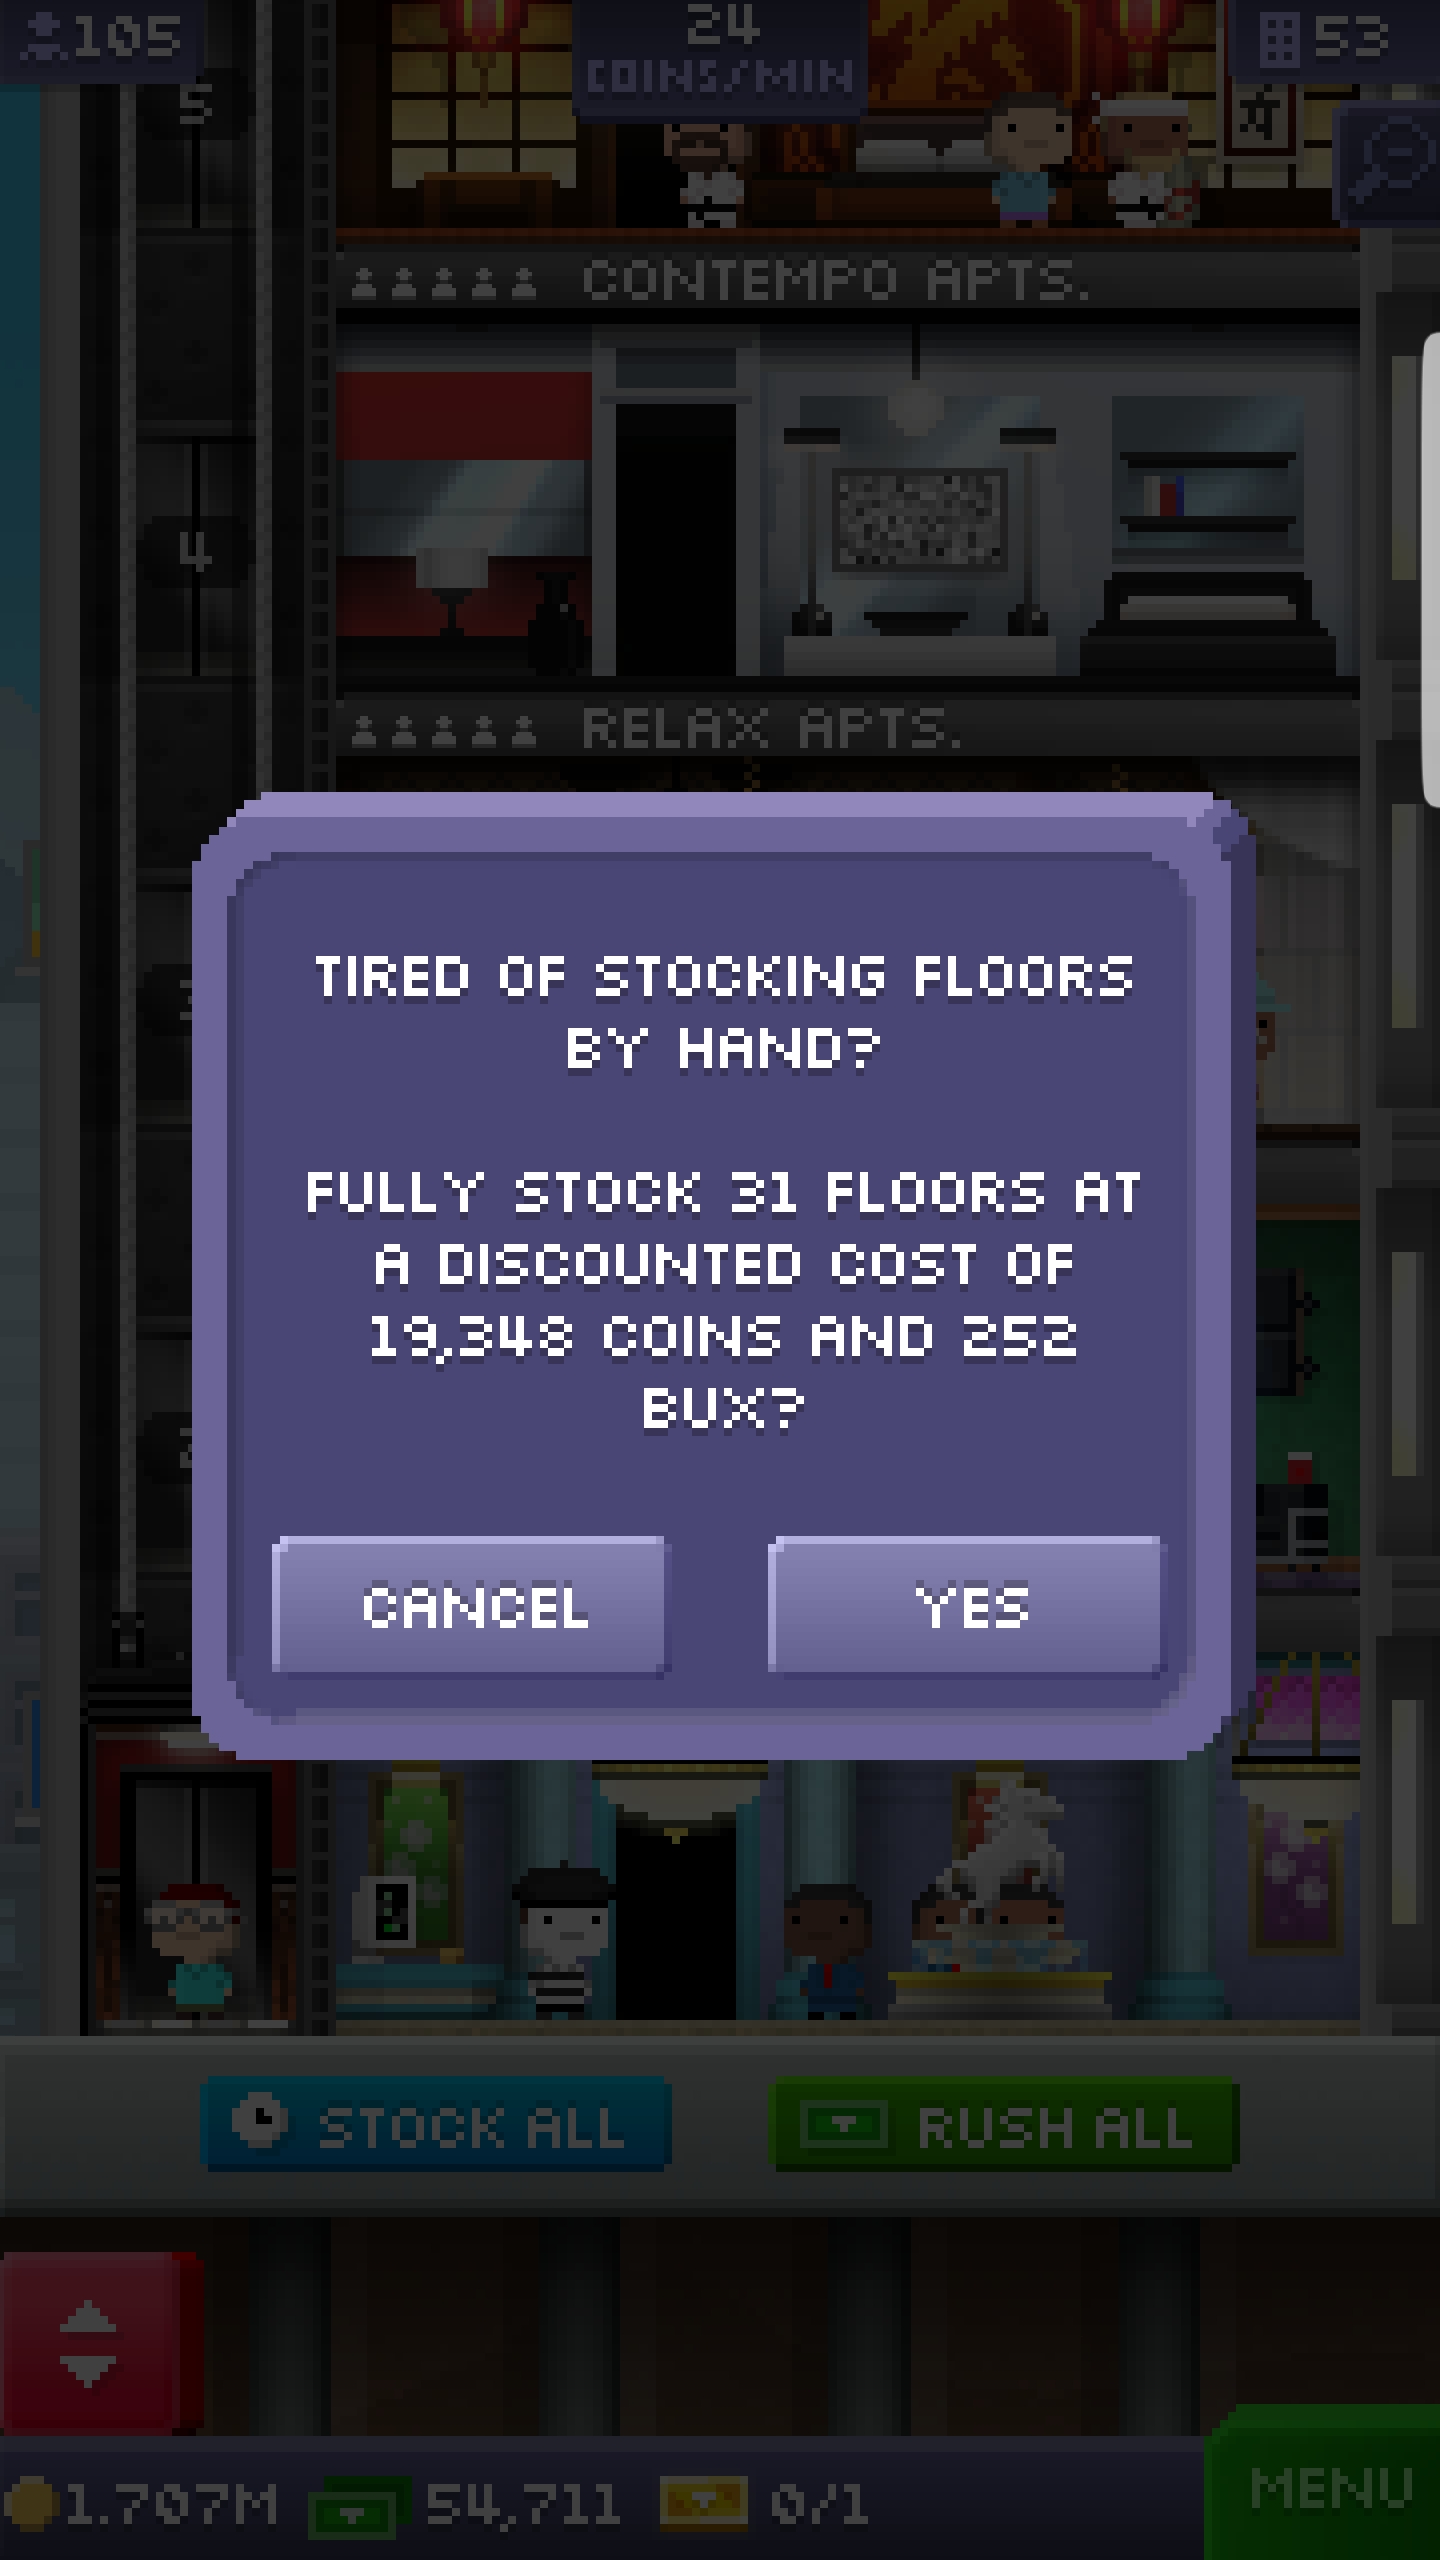 105
24
COINS/MIN
53
5
CONTEMPO APTS.
4
RELAX APTS.
TIRED OF STOCKING FLOORS
BY HAND?
FULLY STOCK 31 FLOORS AT
A DISCOUNTED COST OF
19,348 COINS AND 252
BUX?
CANCEL
YES
STOCK ALL
RUSH ALL
1.707M
54,711
0/1
MENU